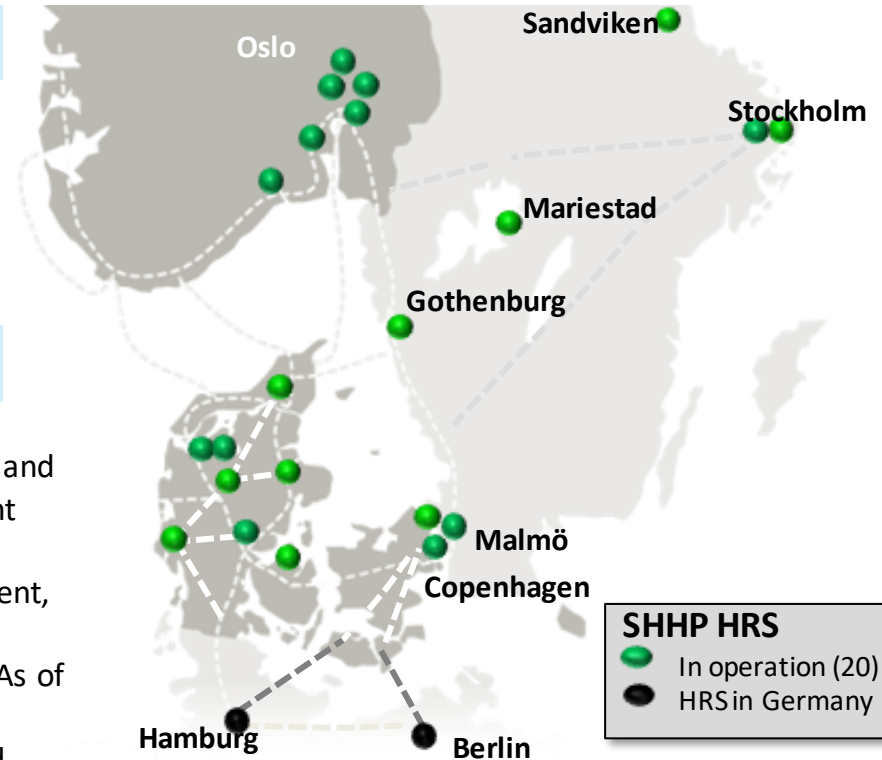 Sandviken
Oslo
Stockholm
Mariestad
Gothenburg
and
nt
Malmö
ent,
Copenhagen
SHHP HRS
In operation (20)
As of
HRS in Germany
Hamburg
Berlin